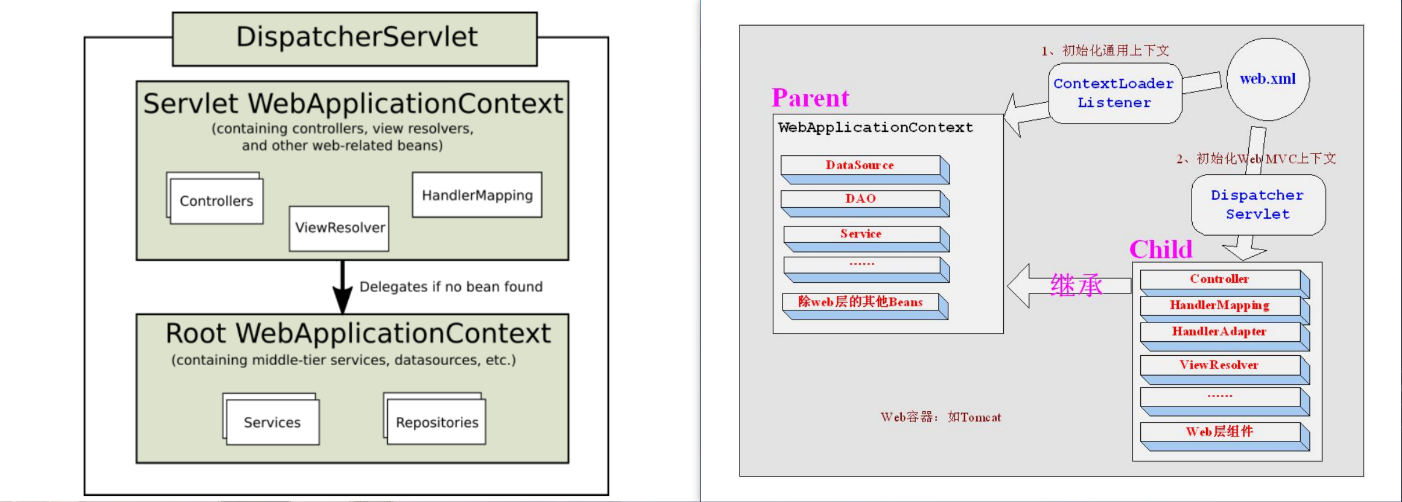 DispatcherServlet
Servlet WebApplicationContext
(containing controllers, view resolvers,
and other web-related beans)
Controllers
HandlerMapping
ViewResolver
Delegates if no bean found
Root WebApplicationContext
(containing middle-tier services, datasources, etc.)
Services
Repositories
1、初始化通用上下文
web.xml
ContextLoader
Listener
Parent
WebApplicationContext
DataSource
DAO
Service
......
除web层的其他Beans
2、初始化Web MVC上下文
Dispatcher
Servlet
Child
继承
Controller
HandlerMapping
HandlerAdapter
ViewResolver
......
Web层组件
Web容器：如Tomcat